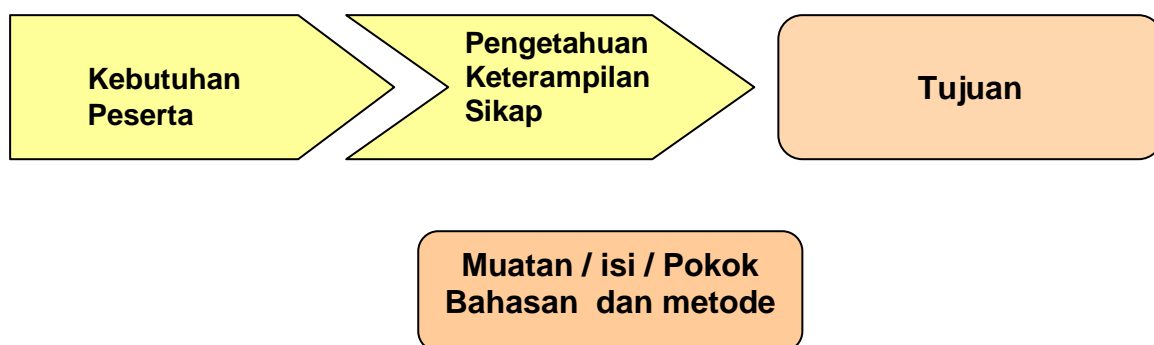 Kebutuhan
Peserta
Pengetahuan
Keterampilan
Sikap
Tujuan
Muatan / isi / Pokok
Bahasan dan metode